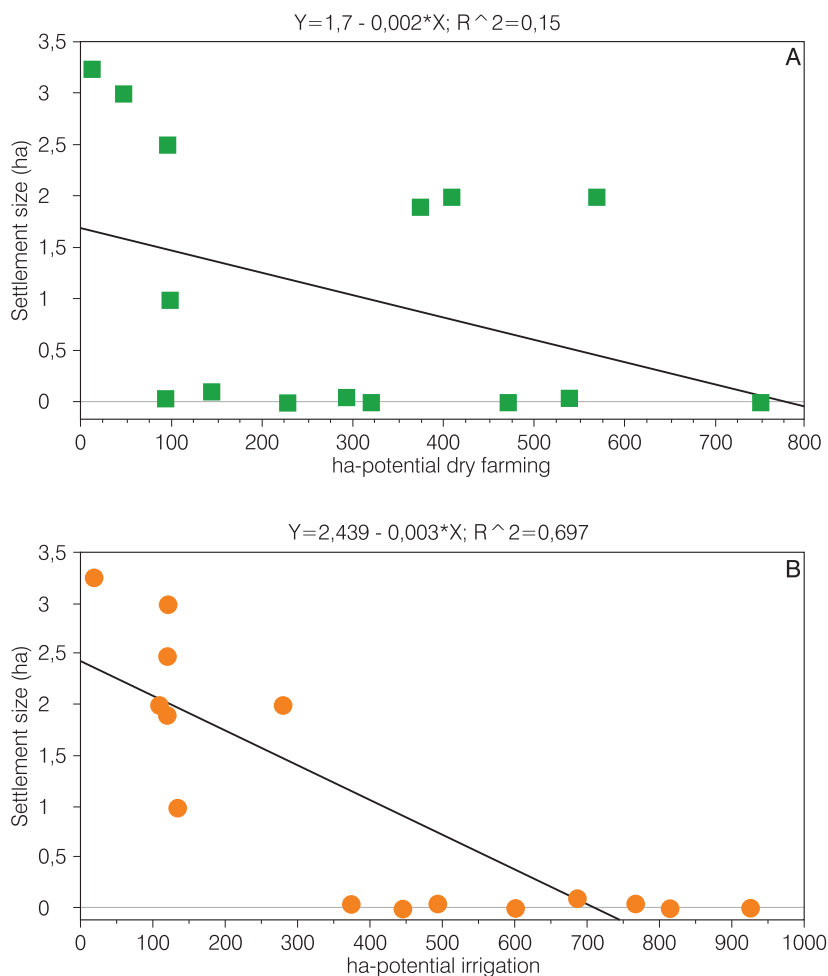 Y=1,7 - 0,002*X; R^2=0,15
A
3,5
3
2,5
2
1,5
1
0,5
0
Settlement size (ha)
0 100 200 300 400 500 600 700 800
ha-potential dry farming
Y=2,439 - 0,003*X; R^2=0,697
B
3,5
3
2,5
2
1,5
1
0,5
0
Settlement size (ha)
0 100 200 300 400 500 600 700 800 900 1000
ha-potential irrigation